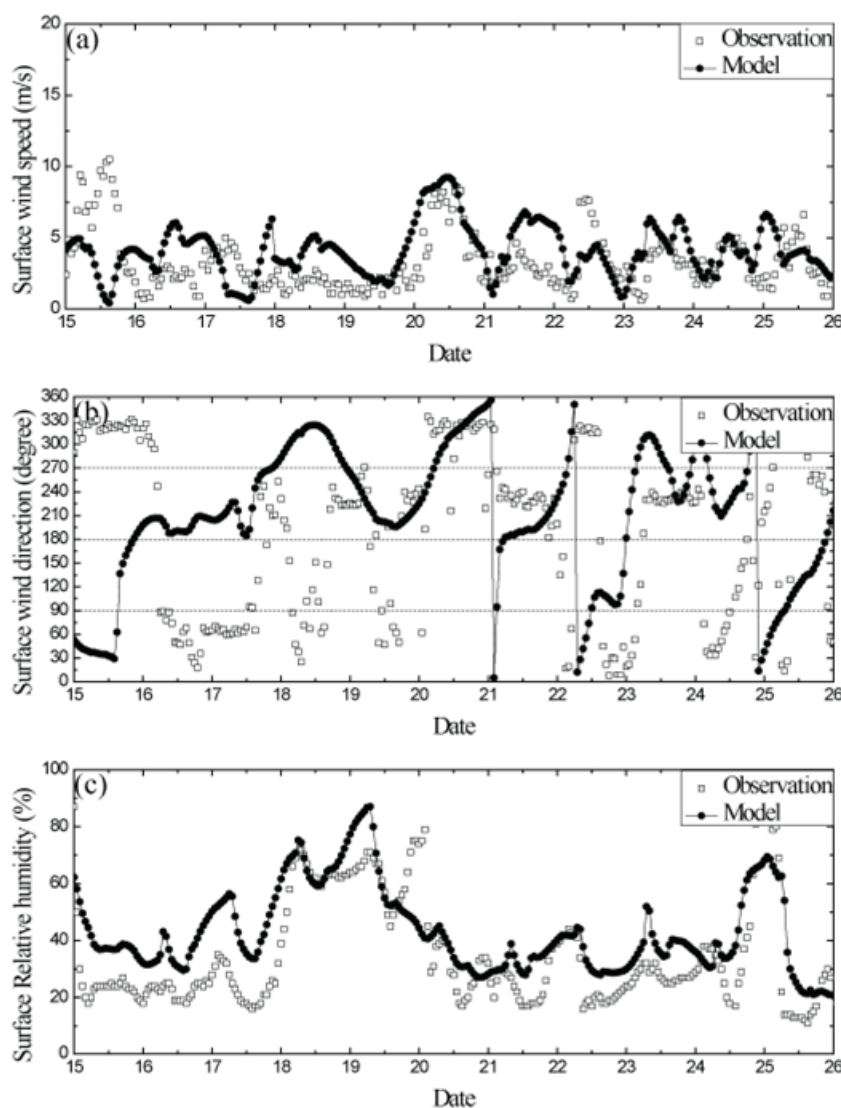 (a)
Observation
Model
Surface wind speed (m/s)
20
15
10
5
0
15 16 17 18 19 20 21 22 23 24 25 26
Date
(b)
Observation
Model
Surface wind direction (degree)
360
330
300
270
240
210
180
150
120
90
60
30
0
15 16 17 18 19 20 21 22 23 24 25 26
Date
(c)
Observation
Model
Surface Relative humidity (%)
100
80
60
40
20
0
15 16 17 18 19 20 21 22 23 24 25 26
Date